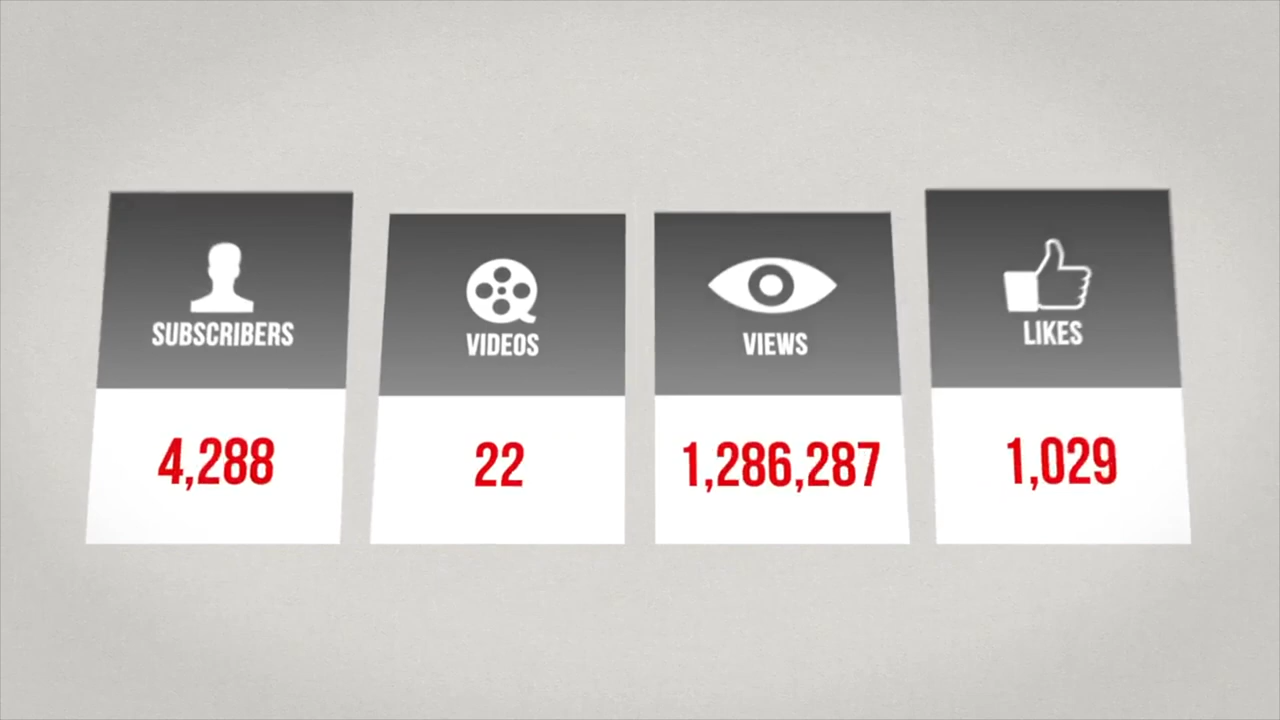 SUBSCRIBERS
4,288
VIDEOS
22
VIEWS
1,286,287
LIKES
1,029